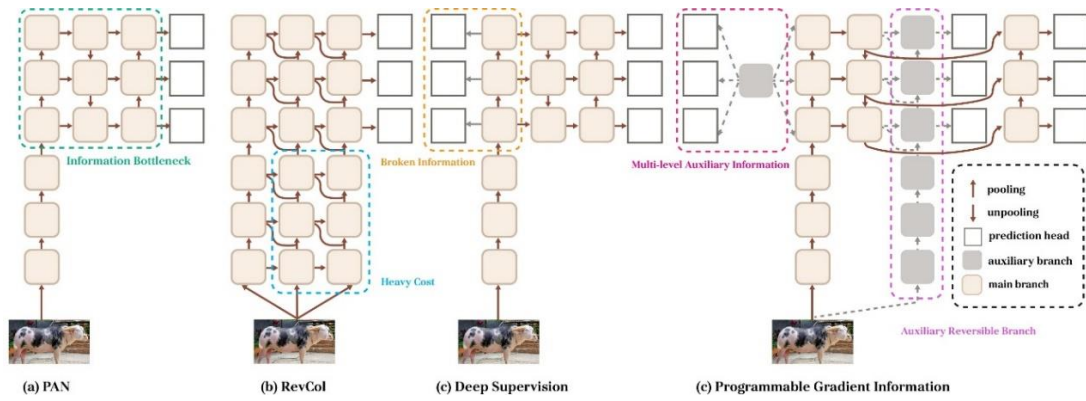 Information Bottleneck
Broken Information
Multi-level Auxiliary Information
Heavy Cost
pooling
unpooling
prediction head
auxiliary branch
main branch
Auxiliary Reversible Branch
(a) PAN
(b) RevCol
(c) Deep Supervision
(c) Programmable Gradient Information